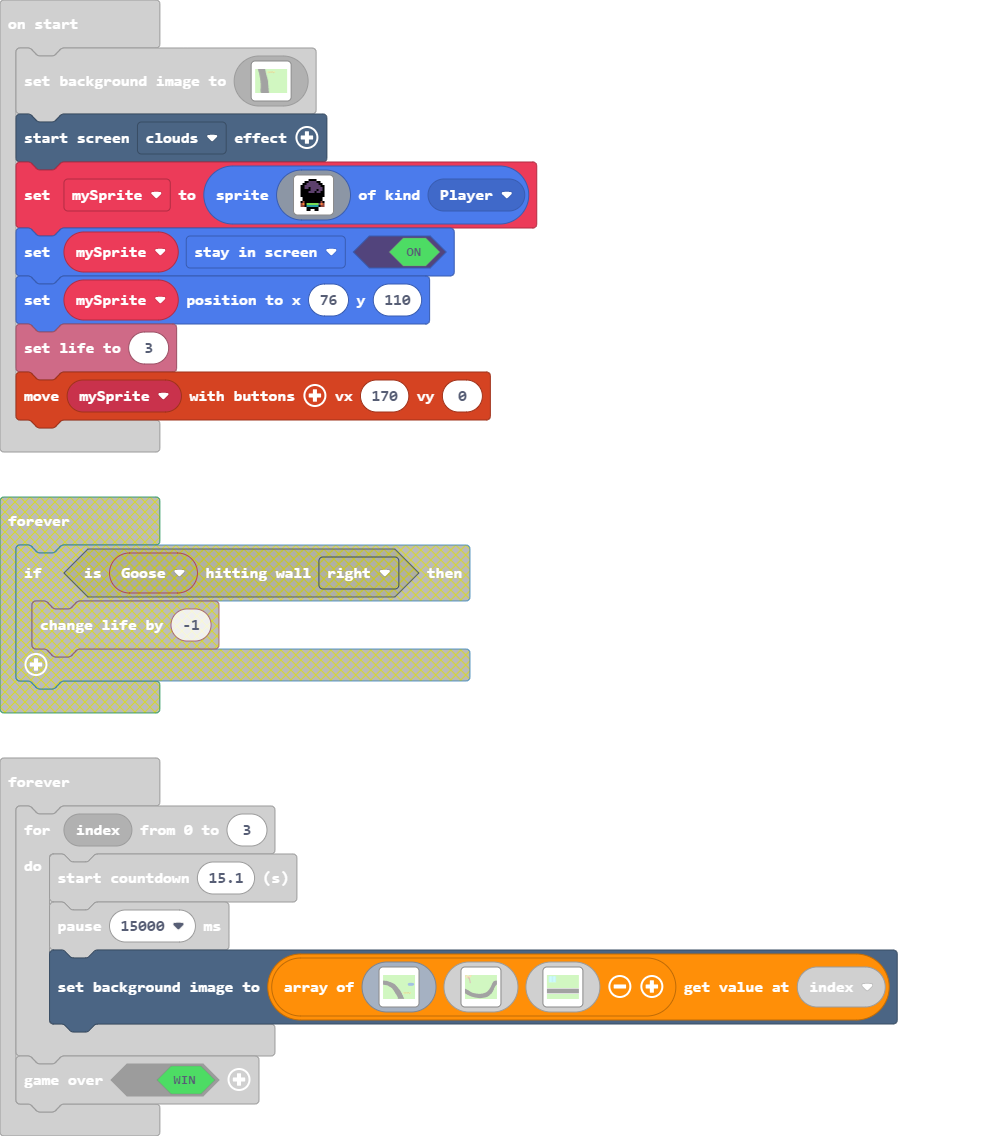 on start
set background image to
start screen clouds effect
set mySprite to sprite of kind Player
set mySprite stay in screen ON
set mySprite position to x 76 y 110
set life to 3
move mySprite with buttons vx 170 vy 0
forever
if is Goose hitting wall right then
change life by -1
forever
for index from 0 to 3
do
start countdown 15.1 (s)
pause 15000 ms
set background image to array of get value at index
game over WIN